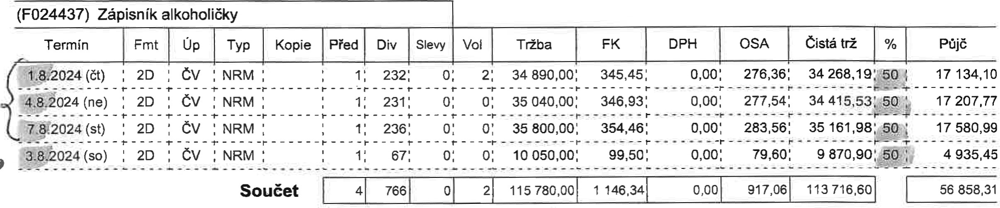 (F024437) Zápisník alkoholičky
Termín Fmt Úp Typ Kopie Před Div Slevy Vol Tržba FK DPH OSA Čistá trž % Půjč
1.8.2024 (čt) 2D ČV NRM 1 232 0 2 34 890,00 345,45 0,00 276,36 34 268,19 50 17 134,10
4.8.2024 (ne) 2D ČV NRM 1 231 0 0 35 040,00 346,93 0,00 277,54 34 415,53 50 17 207,77
7.8.2024 (st) 2D ČV NRM 1 236 0 0 35 800,00 354,46 0,00 283,56 35 161,98 50 17 580,99
3.8.2024 (so) 2D ČV NRM 1 67 0 0 10 050,00 99,50 0,00 79,60 9 870,90 50 4 935,45
Součet 4 766 0 2 115 780,00 1 146,34 0,00 917,06 113 716,60 56 858,31